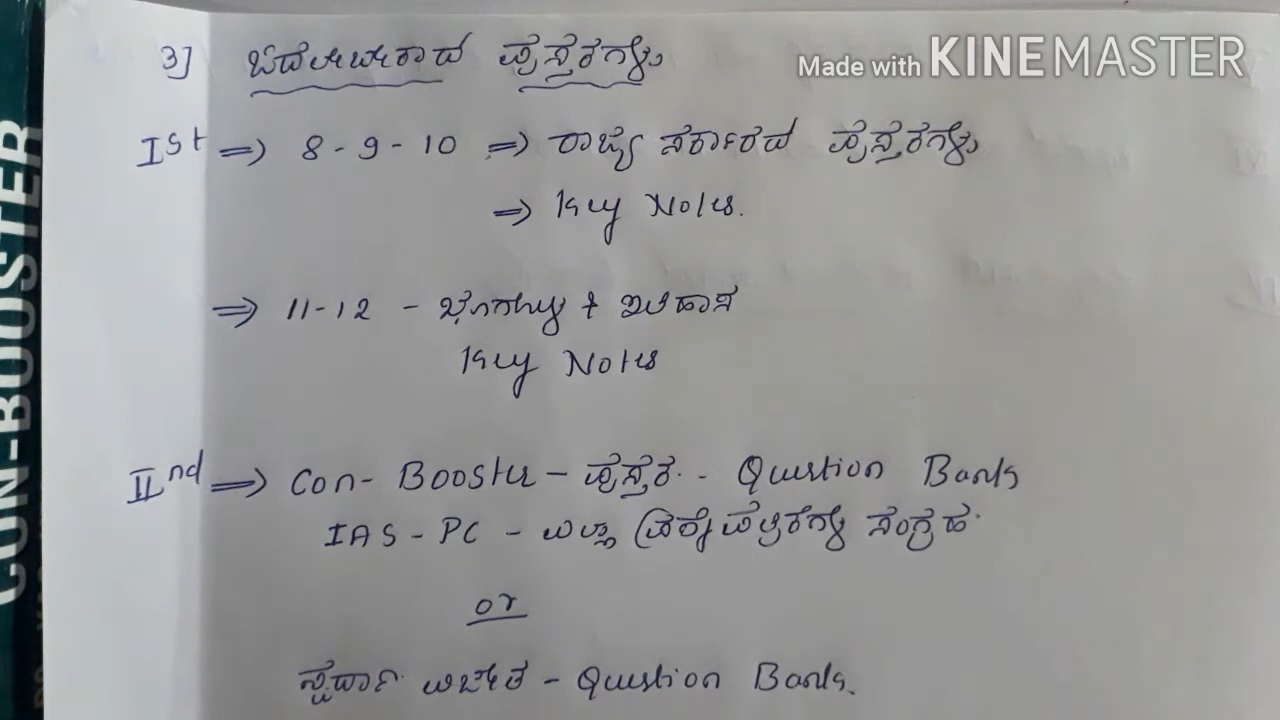 3] ಓದಬೇಕಾದ ಪುಸ್ತಕಗಳು
Made with KINEMASTER
Ist ⇒ 8-9-10 ⇒ ರಾಜ್ಯ ಸರ್ಕಾರದ ಪುಸ್ತಕಗಳು
⇒ Key Notes.
⇒ 11-12 - ಭೂಗೋಳ + ಇತಿಹಾಸ
Key Notes
IInd ⇒ Con-Booster - ಪುಸ್ತಕ - Question Bank
IAS - PC - ಎಲ್ಲಾ ಪ್ರಶ್ನೆಪತ್ರಿಕೆಗಳ ಸಂಗ್ರಹ
or
ಸ್ಪರ್ಧಾ ವಿಜೇತ - Question Bank.
CON-BOOSTER